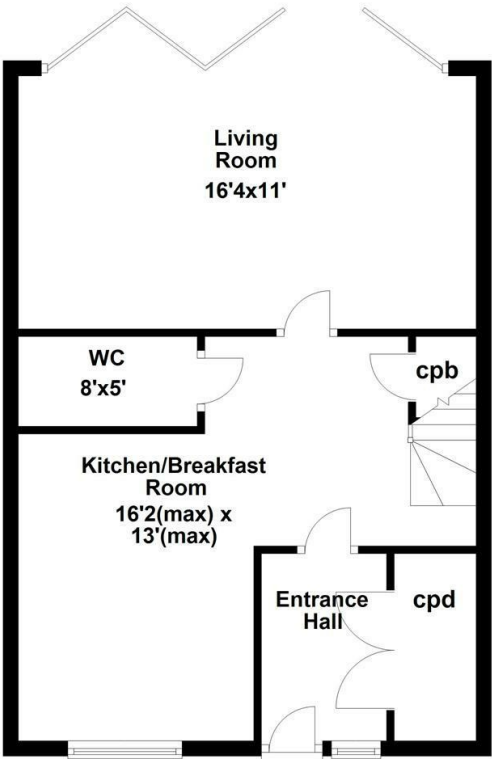 Living
Room
16'4x11'
WC
8'x5'
cpb
Kitchen/Breakfast
Room
16'2(max) x
13'(max)
Entrance
Hall
cpd